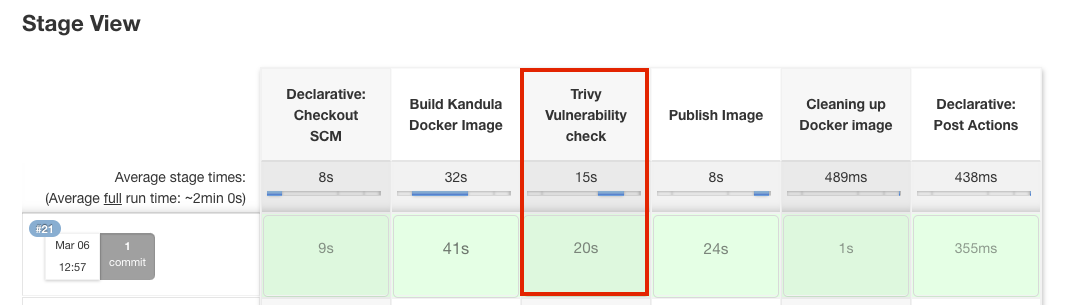 Stage View
Declarative:
Checkout
SCM
Build Kandula
Docker Image
Trivy
Vulnerability
check
Publish Image
Cleaning up
Docker image
Declarative:
Post Actions
Average stage times:
(Average full run time: ~2min 0s)
8s
32s
15s
8s
489ms
438ms
#21
Mar 06
12:57
1
commit
9s
41s
20s
24s
1s
355ms